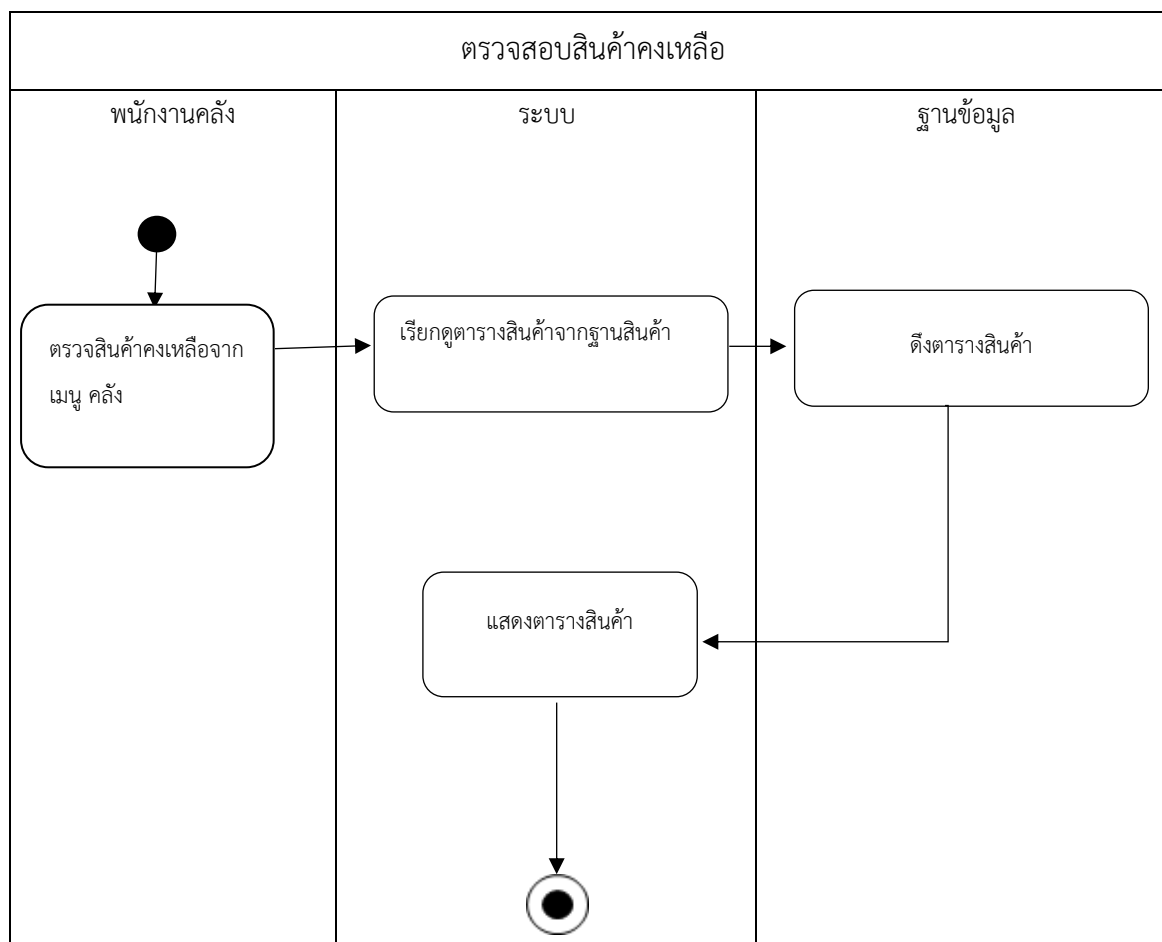 ตรวจสอบสินค้าคงเหลือ
พนักงานคลัง
ระบบ
ฐานข้อมูล
ตรวจสินค้าคงเหลือจาก
เมนู คลัง
เรียกดูตารางสินค้าจากฐานสินค้า
ดึงตารางสินค้า
แสดงตารางสินค้า